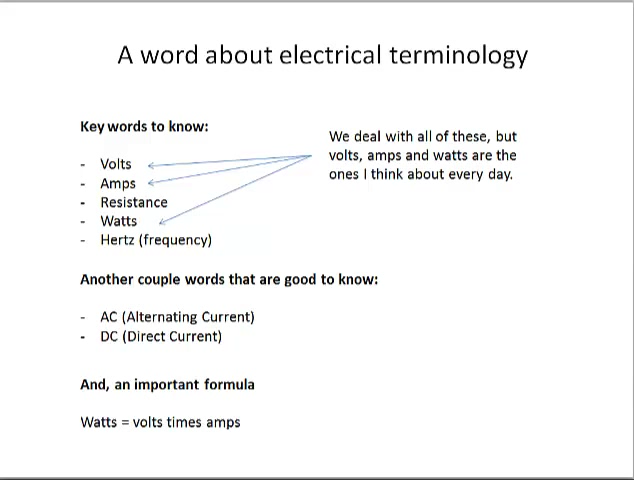 A word about electrical terminology
Key words to know:
- Volts
- Amps
- Resistance
- Watts
- Hertz (frequency)
We deal with all of these, but
volts, amps and watts are the
ones I think about every day.
Another couple words that are good to know:
- AC (Alternating Current)
- DC (Direct Current)
And, an important formula
Watts = volts times amps